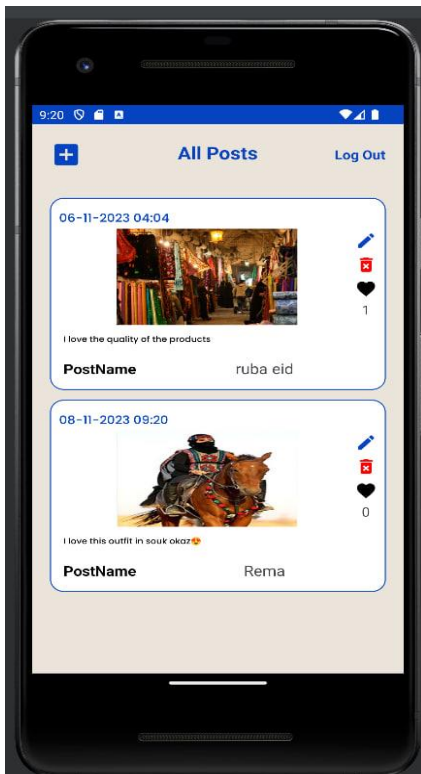 9:20
All Posts
Log Out
06-11-2023 04:04
1
I love the quality of the products
PostName ruba eid
08-11-2023 09:20
0
I love this outfit in souk okaz😍
PostName Rema